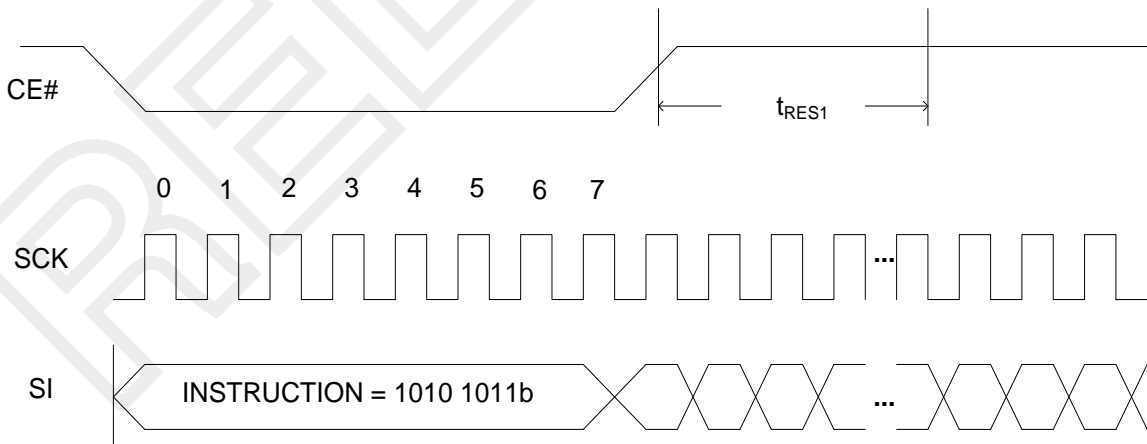 CE#
tRES1
0 1 2 3 4 5 6 7
SCK
...
SI
INSTRUCTION = 1010 1011b
...